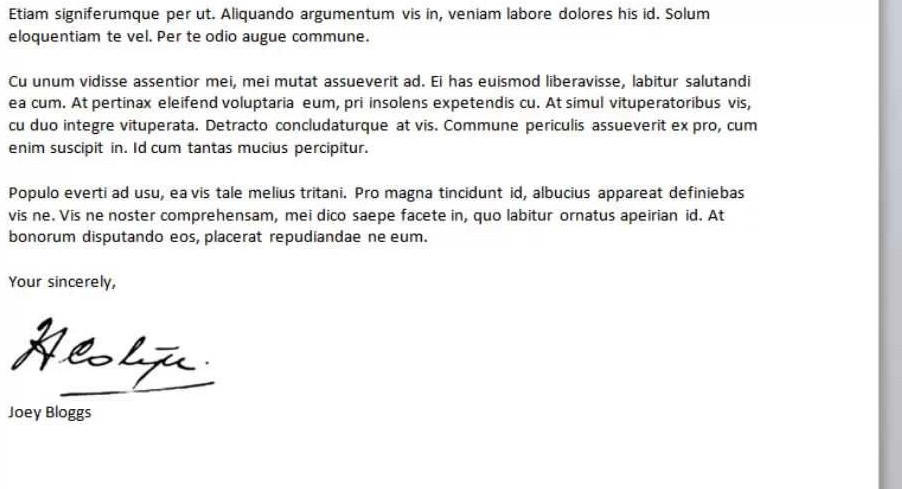 Etiam signiferumque per ut. Aliquando argumentum vis in, veniam labore dolores his id. Solum
eloquentiam te vel. Per te odio augue commune.
Cu unum vidisse assentior mei, mei mutat assueverit ad. Ei has euismod liberavisse, labitur salutandi
ea cum. At pertinax eleifend voluptaria eum, pri insolens expetendis cu. At simul vituperatoribus vis,
cu duo integre vituperata. Detracto concludaturque at vis. Commune periculis assueverit ex pro, cum
enim suscipit in. Id cum tantas mucius percipitur.
Populo everti ad usu, ea vis tale melius tritani. Pro magna tincidunt id, albucius appareat definiebas
vis ne. Vis ne noster comprehensam, mei dico saepe facete in, quo labitur ornatus apeirian id. At
bonorum disputando eos, placerat repudiandae ne eum.
Your sincerely,
Joey Bloggs